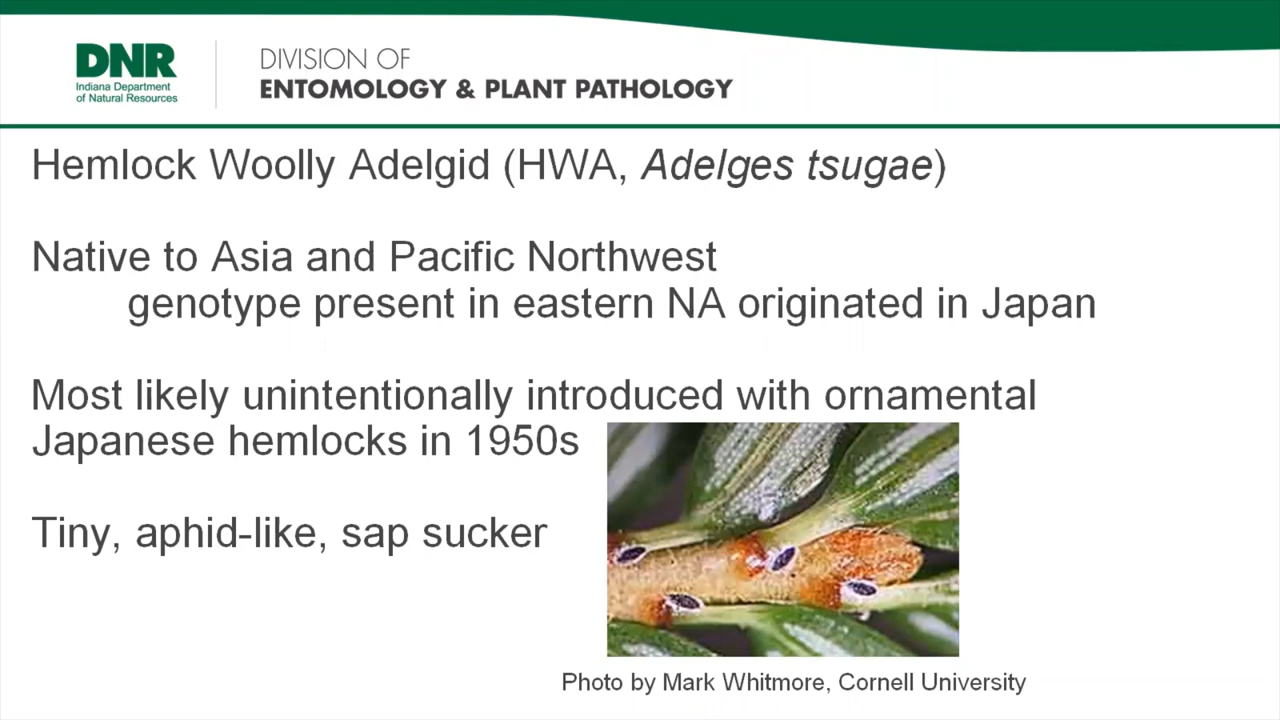 DNR
Indiana Department
of Natural Resources
DIVISION OF
ENTOMOLOGY & PLANT PATHOLOGY
Hemlock Woolly Adelgid (HWA, Adelges tsugae)
Native to Asia and Pacific Northwest
genotype present in eastern NA originated in Japan
Most likely unintentionally introduced with ornamental
Japanese hemlocks in 1950s
Tiny, aphid-like, sap sucker
Photo by Mark Whitmore, Cornell University